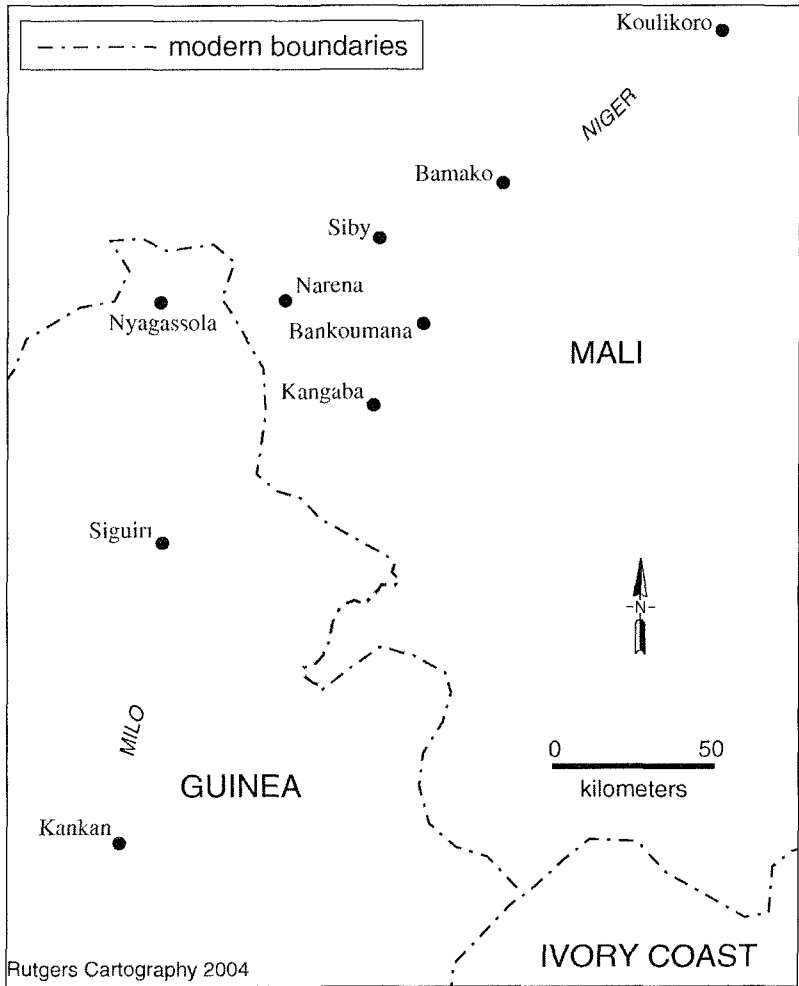 modern boundaries
Koulikoro
NIGER
Bamako
Siby
Narena
Nyagassola
Bankoumana
MALI
Kangaba
Siguiri
N
MILO
0 50
kilometers
GUINEA
Kankan
IVORY COAST
Rutgers Cartography 2004